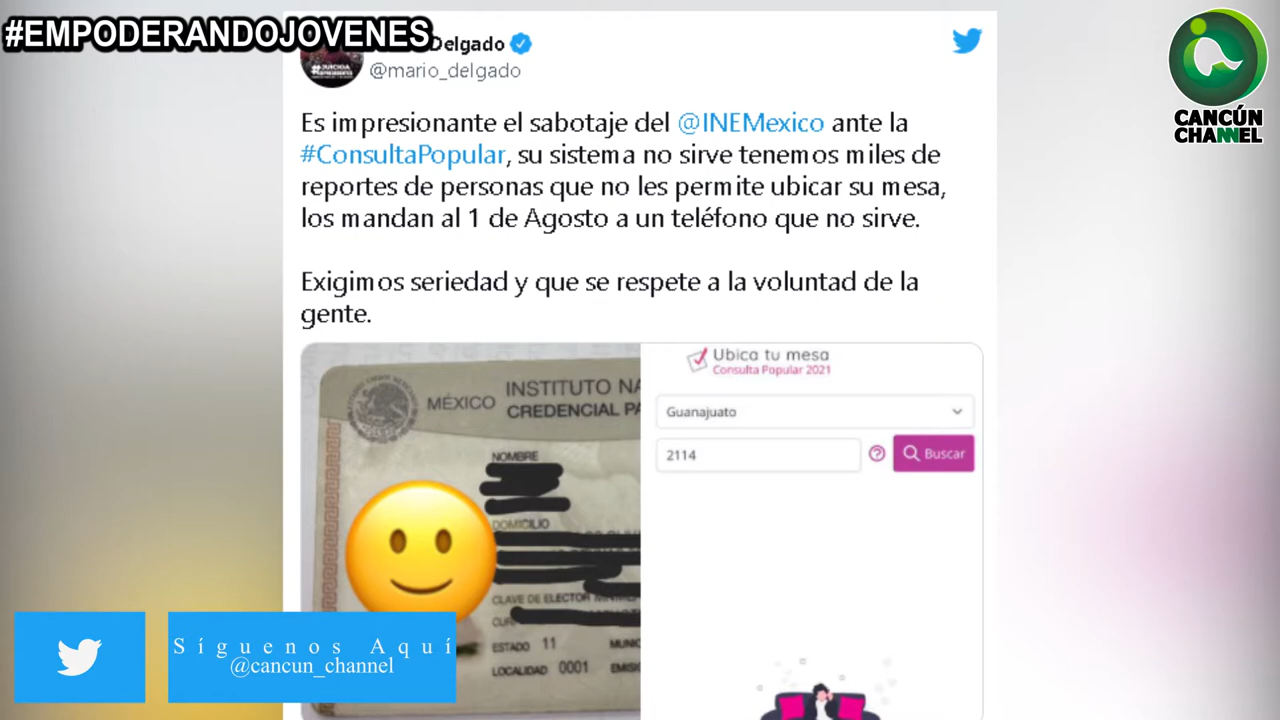 #EMPODERANDOJOVENES
Delgado
@mario_delgado
CANCÚN
CHANNEL
Es impresionante el sabotaje del @INEMexico ante la
#ConsultaPopular, su sistema no sirve tenemos miles de
reportes de personas que no les permite ubicar su mesa,
los mandan al 1 de Agosto a un teléfono que no sirve.
Exigimos seriedad y que se respete a la voluntad de la
gente.
MÉXICO
INSTITUTO NA
CREDENCIAL PA
NOMBRE
DOMICILIO
CLAVE DE ELECTOR
CUR
ESTADO 11 MUNIC
LOCALIDAD 0001 EMISIÓ
Ubica tu mesa
Consulta Popular 2021
Guanajuato
2114
Buscar
Síguenos Aquí
@cancun_channel